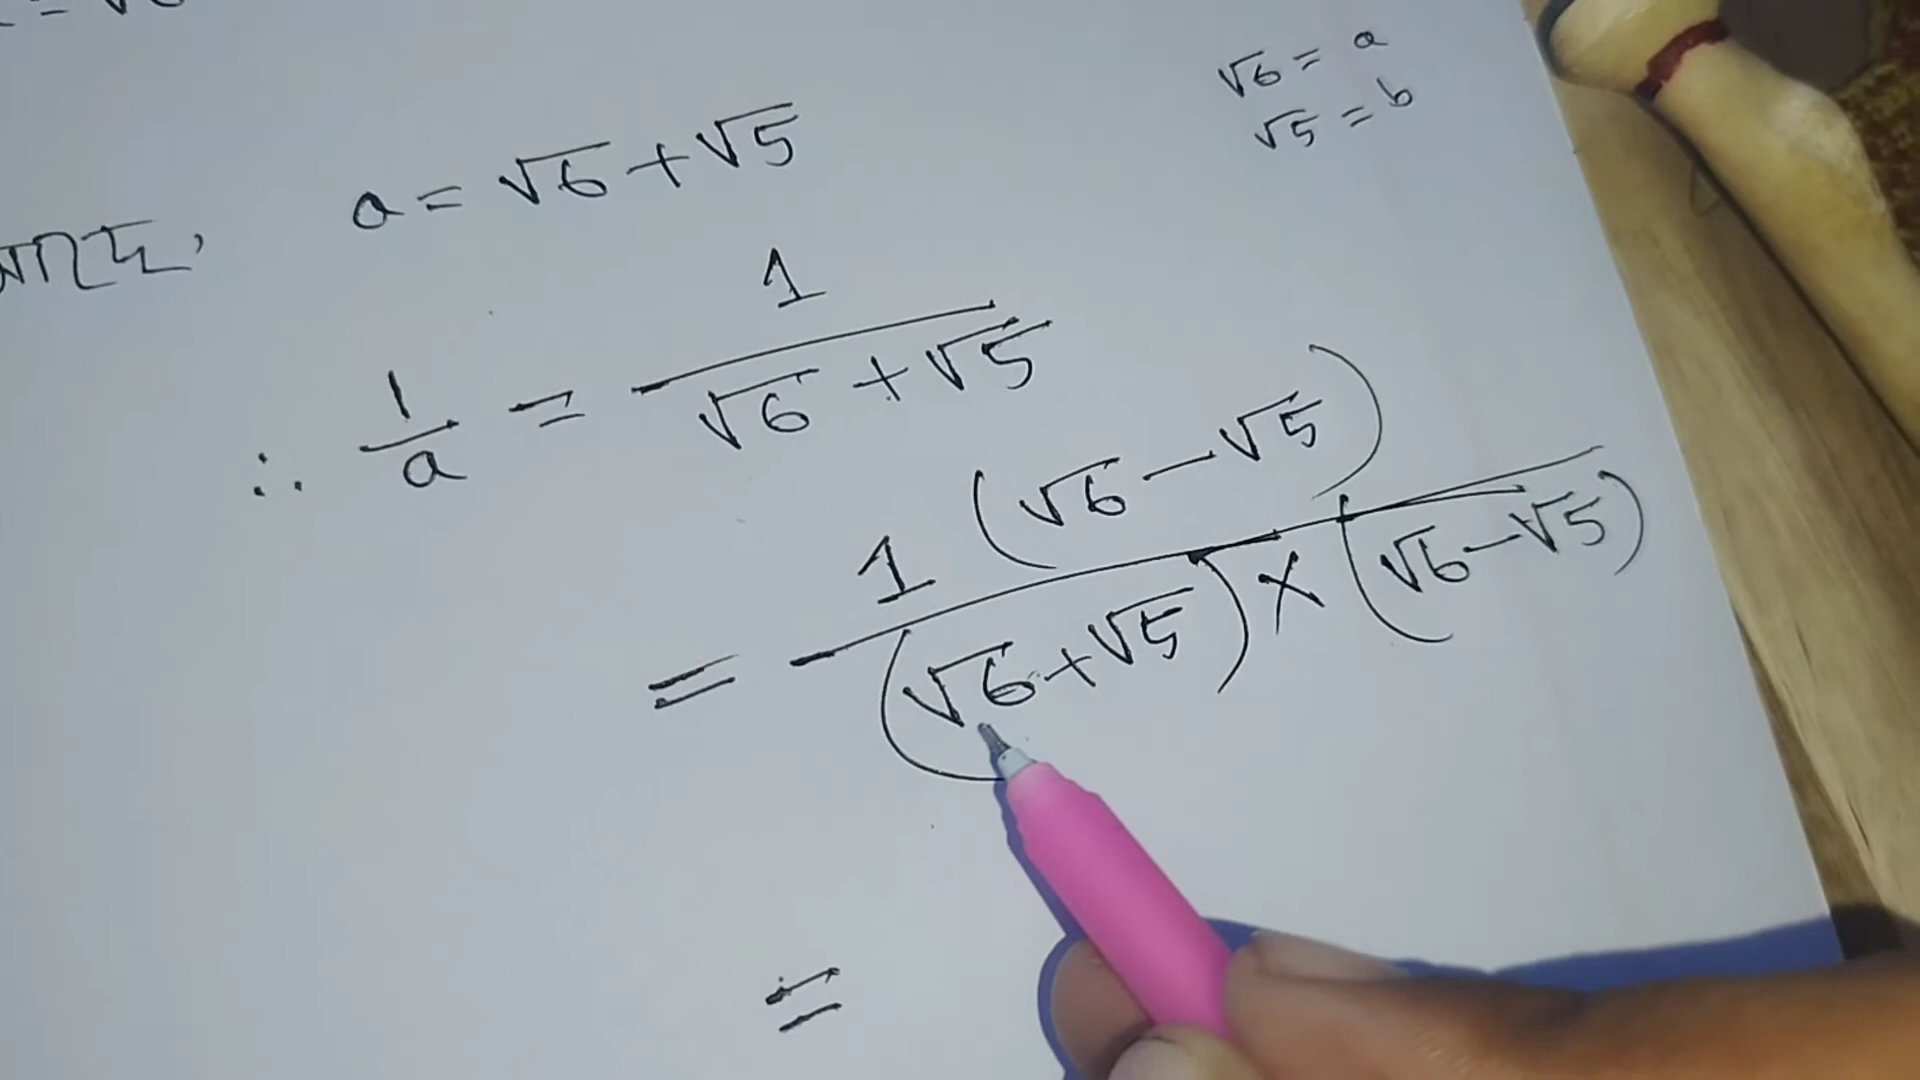 √6 = a
√5 = b
a = √6 + √5
∴ 1/a = 1/(√6 + √5)
= 1 (√6 − √5)/((√6 + √5) × (√6 − √5))
=